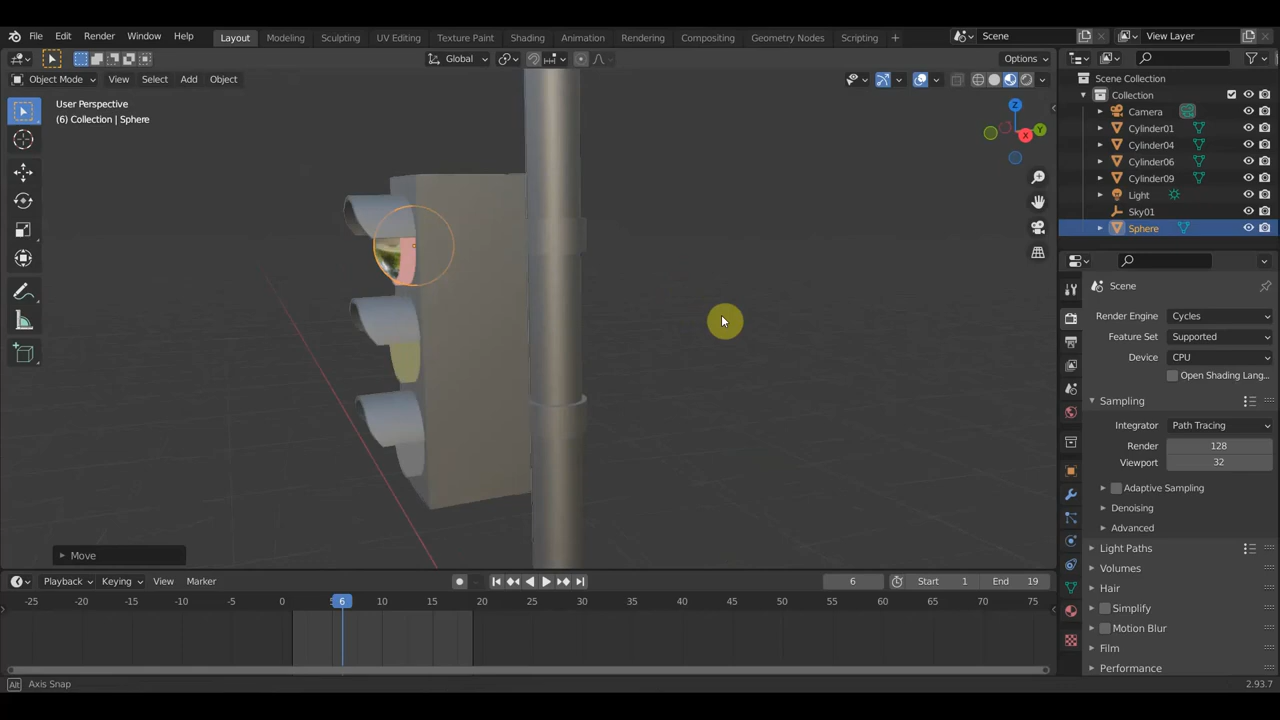 File Edit Render Window Help
Layout Modeling Sculpting UV Editing Texture Paint Shading Animation Rendering Compositing Geometry Nodes Scripting +
Scene
View Layer
Global
Options
Object Mode View Select Add Object
User Perspective
(6) Collection | Sphere
Z
Y
X
Move
Scene Collection
Collection
Camera
Cylinder01
Cylinder04
Cylinder06
Cylinder09
Light
Sky01
Sphere
Scene
Render Engine Cycles
Feature Set Supported
Device CPU
Open Shading Lang...
Sampling
Integrator Path Tracing
Render 128
Viewport 32
Adaptive Sampling
Denoising
Advanced
Light Paths
Volumes
Hair
Simplify
Motion Blur
Film
Performance
Playback Keying View Marker
6 Start 1 End 19
-25 -20 -15 -10 -5 0 5 6 10 15 20 25 30 35 40 45 50 55 60 65 70 75
Alt Axis Snap
2.93.7